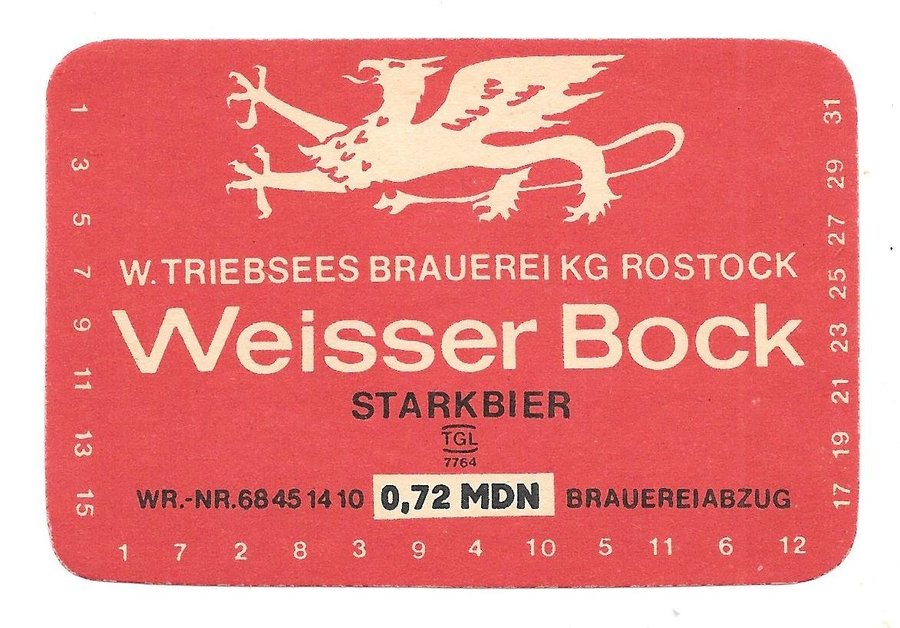 W. TRIEBSEES BRAUEREI KG ROSTOCK
Weisser Bock
STARKBIER
TGL
7764
WR.-NR. 68 45 14 10 0,72 MDN BRAUEREIABZUG
1 3 5 7 9 11 13 15
17 19 21 23 25 27 29 31
1 7 2 8 3 9 4 10 5 11 6 12